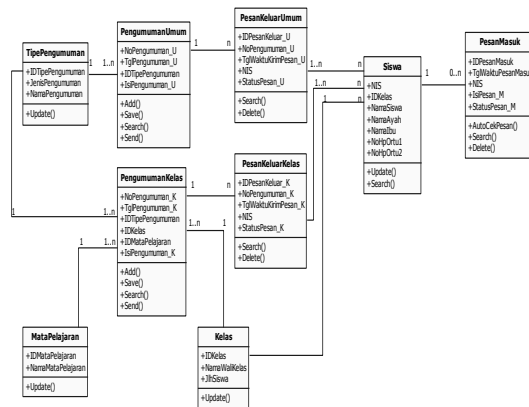 TipePengumuman
+IDTipePengumuman
+JenisPengumuman
+NamaPengumuman
+Update()
1
1..n
1
PengumumanUmum
+NoPengumuman_U
+TglPengumuman_U
+IDTipePengumuman
+IsiPengumuman_U
+Add()
+Save()
+Search()
+Send()
1
n
PesanKeluarUmum
+IDPesanKeluar_U
+NoPengumuman_U
+TglWaktuKrimPesan_U
+NIS
+StatusPesan_U
+Search()
+Delete()
1..n
n
1..n
1
Siswa
+NIS
+IDKelas
+NamaSiswa
+NamaAyah
+NamaIbu
+NoHpOrtu1
+NoHpOrtu2
+Update()
+Search()
1
0..n
PesanMasuk
+IDPesanMasuk
+TglWaktuPesanMasuk
+NIS
+IsiPesan_M
+StatusPesan_M
+AutoCekPesan()
+Search()
+Delete()
PengumumanKelas
+NoPengumuman_K
+TglPengumuman_K
+IDTipePengumuman
+IDKelas
+IDMataPelajaran
+IsiPengumuman_K
+Add()
+Save()
+Search()
+Send()
1..n
1
1..n
1
n
1..n
1
PesanKeluarKelas
+IDPesanKeluar_K
+NoPengumuman_K
+TglWaktuKrimPesan_K
+NIS
+StatusPesan_K
+Search()
+Delete()
MataPelajaran
+IDMataPelajaran
+NamaMataPelajaran
+Update()
Kelas
+IDKelas
+NamaWaliKelas
+JlhSiswa
+Update()